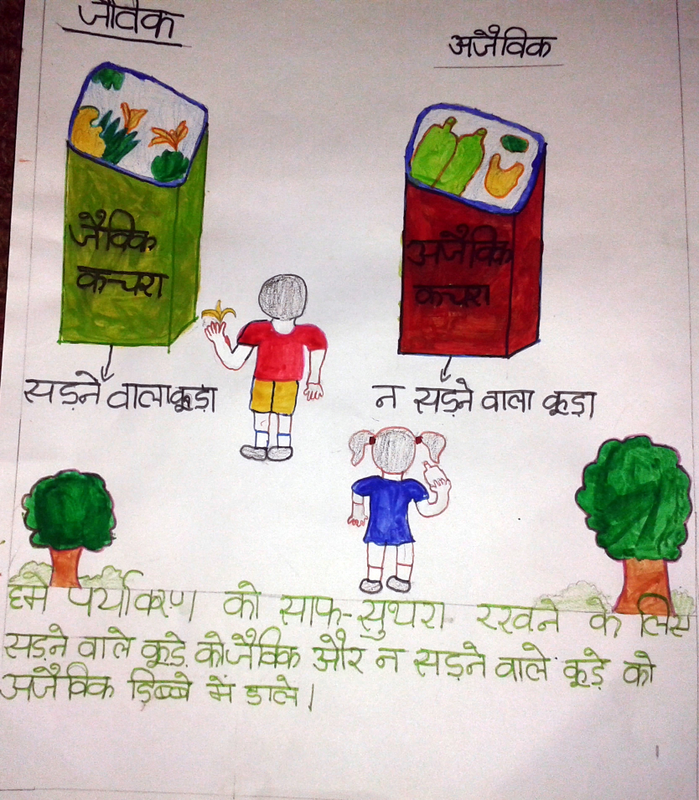 जैविक
अजैविक
जैविक
कचरा
अजैविक
कचरा
सड़ने वाला कूड़ा
न सड़ने वाला कूड़ा
हमे पर्यावरण को साफ-सुथरा रखने के लिस
सड़ने वाले कूड़े कोजैविक और न सड़ने वाले कूड़े को
अजैविक ड़िब्बे में डाले।